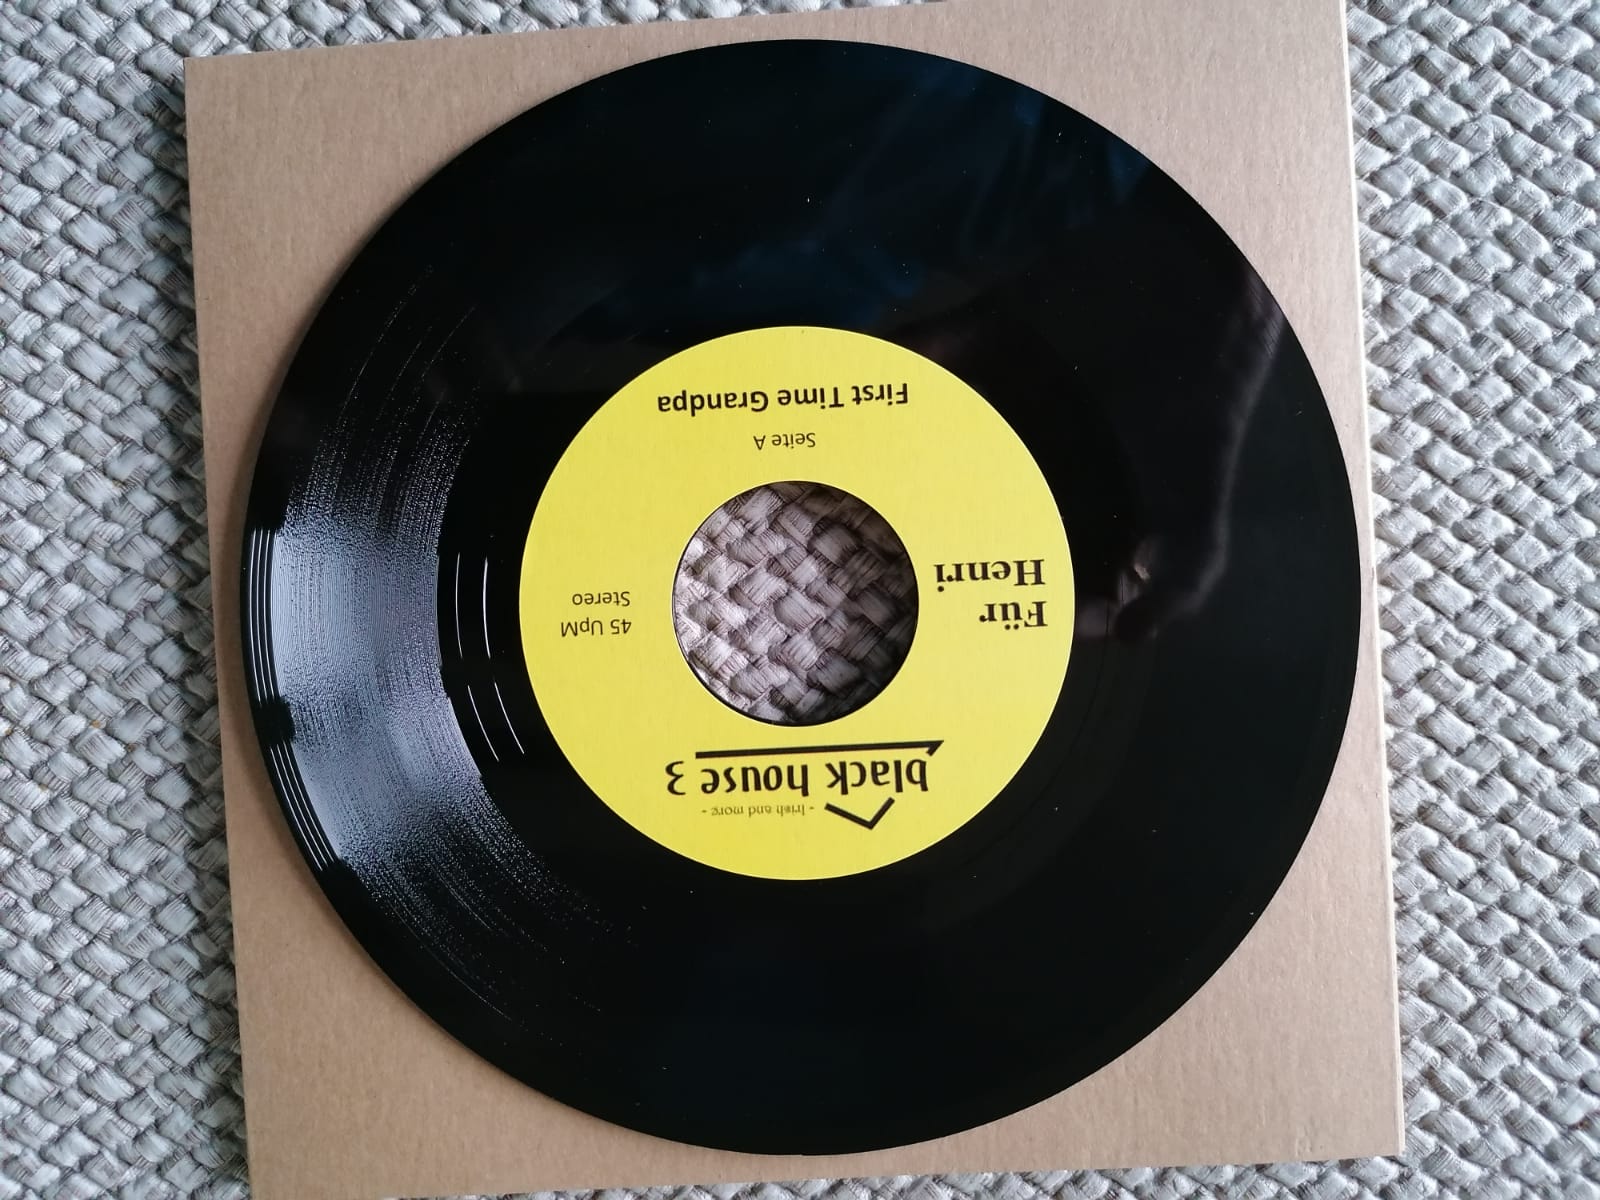 - Irish and more -
black house 3
Für
Henri
45 UpM
Stereo
Seite A
First Time Grandpa